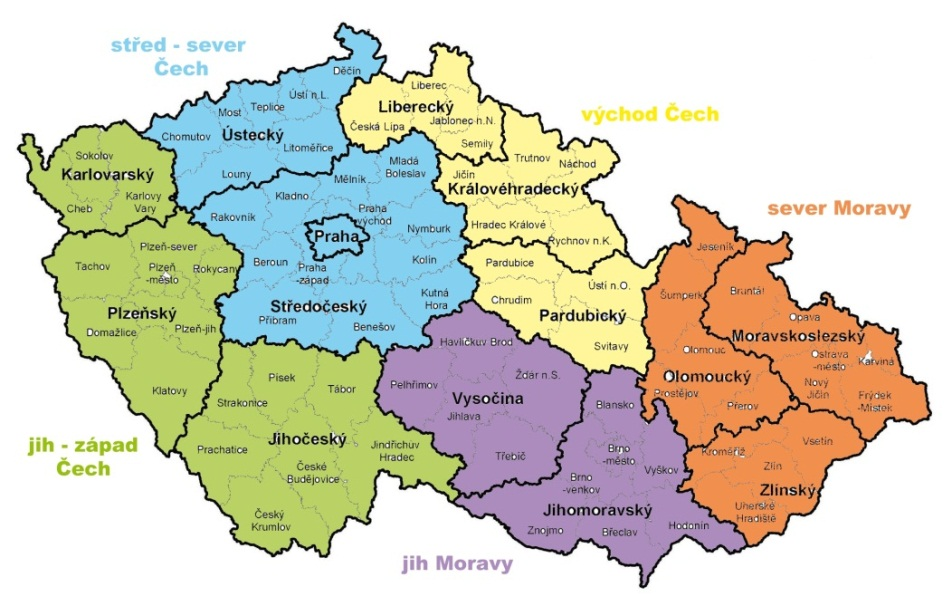 střed - sever
Čech
Děčín
Ústí n.L.
Teplice
Most
Ústecký
Chomutov
Litoměřice
Louny
Liberec
Liberecký
Česká Lípa
Jablonec n.N.
Semily
východ Čech
Trutnov
Náchod
Jičín
Královéhradecký
Hradec Králové
Rychnov n.K.
Sokolov
Karlovarský
Cheb
Karlovy
Vary
Mladá
Boleslav
Mělník
Kladno
Rakovník
Praha
východ
Nymburk
Praha
Beroun
Praha
-západ
Kolín
Kutná
Hora
Středočeský
Příbram
Benešov
Plzeň-sever
Tachov
Plzeň
-město
Rokycany
Plzeňský
Domažlice
Plzeň-jih
Klatovy
Pardubice
Ústí n.O.
Chrudim
Pardubický
Svitavy
sever Moravy
Jeseník
Šumperk
Bruntál
Opava
Moravskoslezský
Ostrava
-město
Karviná
Nový
Jičín
Frýdek
-Místek
Olomouc
Olomoucký
Prostějov
Přerov
Havlíčkuv Brod
Žďár n.S.
Pelhřimov
Vysočina
Jihlava
Třebíč
Písek
Tábor
Strakonice
Jihočeský
Prachatice
Jindřichův
Hradec
České
Budějovice
Český
Krumlov
jih - západ
Čech
Blansko
Brno
-město
Vyškov
Brno
-venkov
Jihomoravský
Znojmo
Břeclav
Hodonín
Kroměříž
Vsetín
Zlín
Zlínský
Uherské
Hradiště
jih Moravy